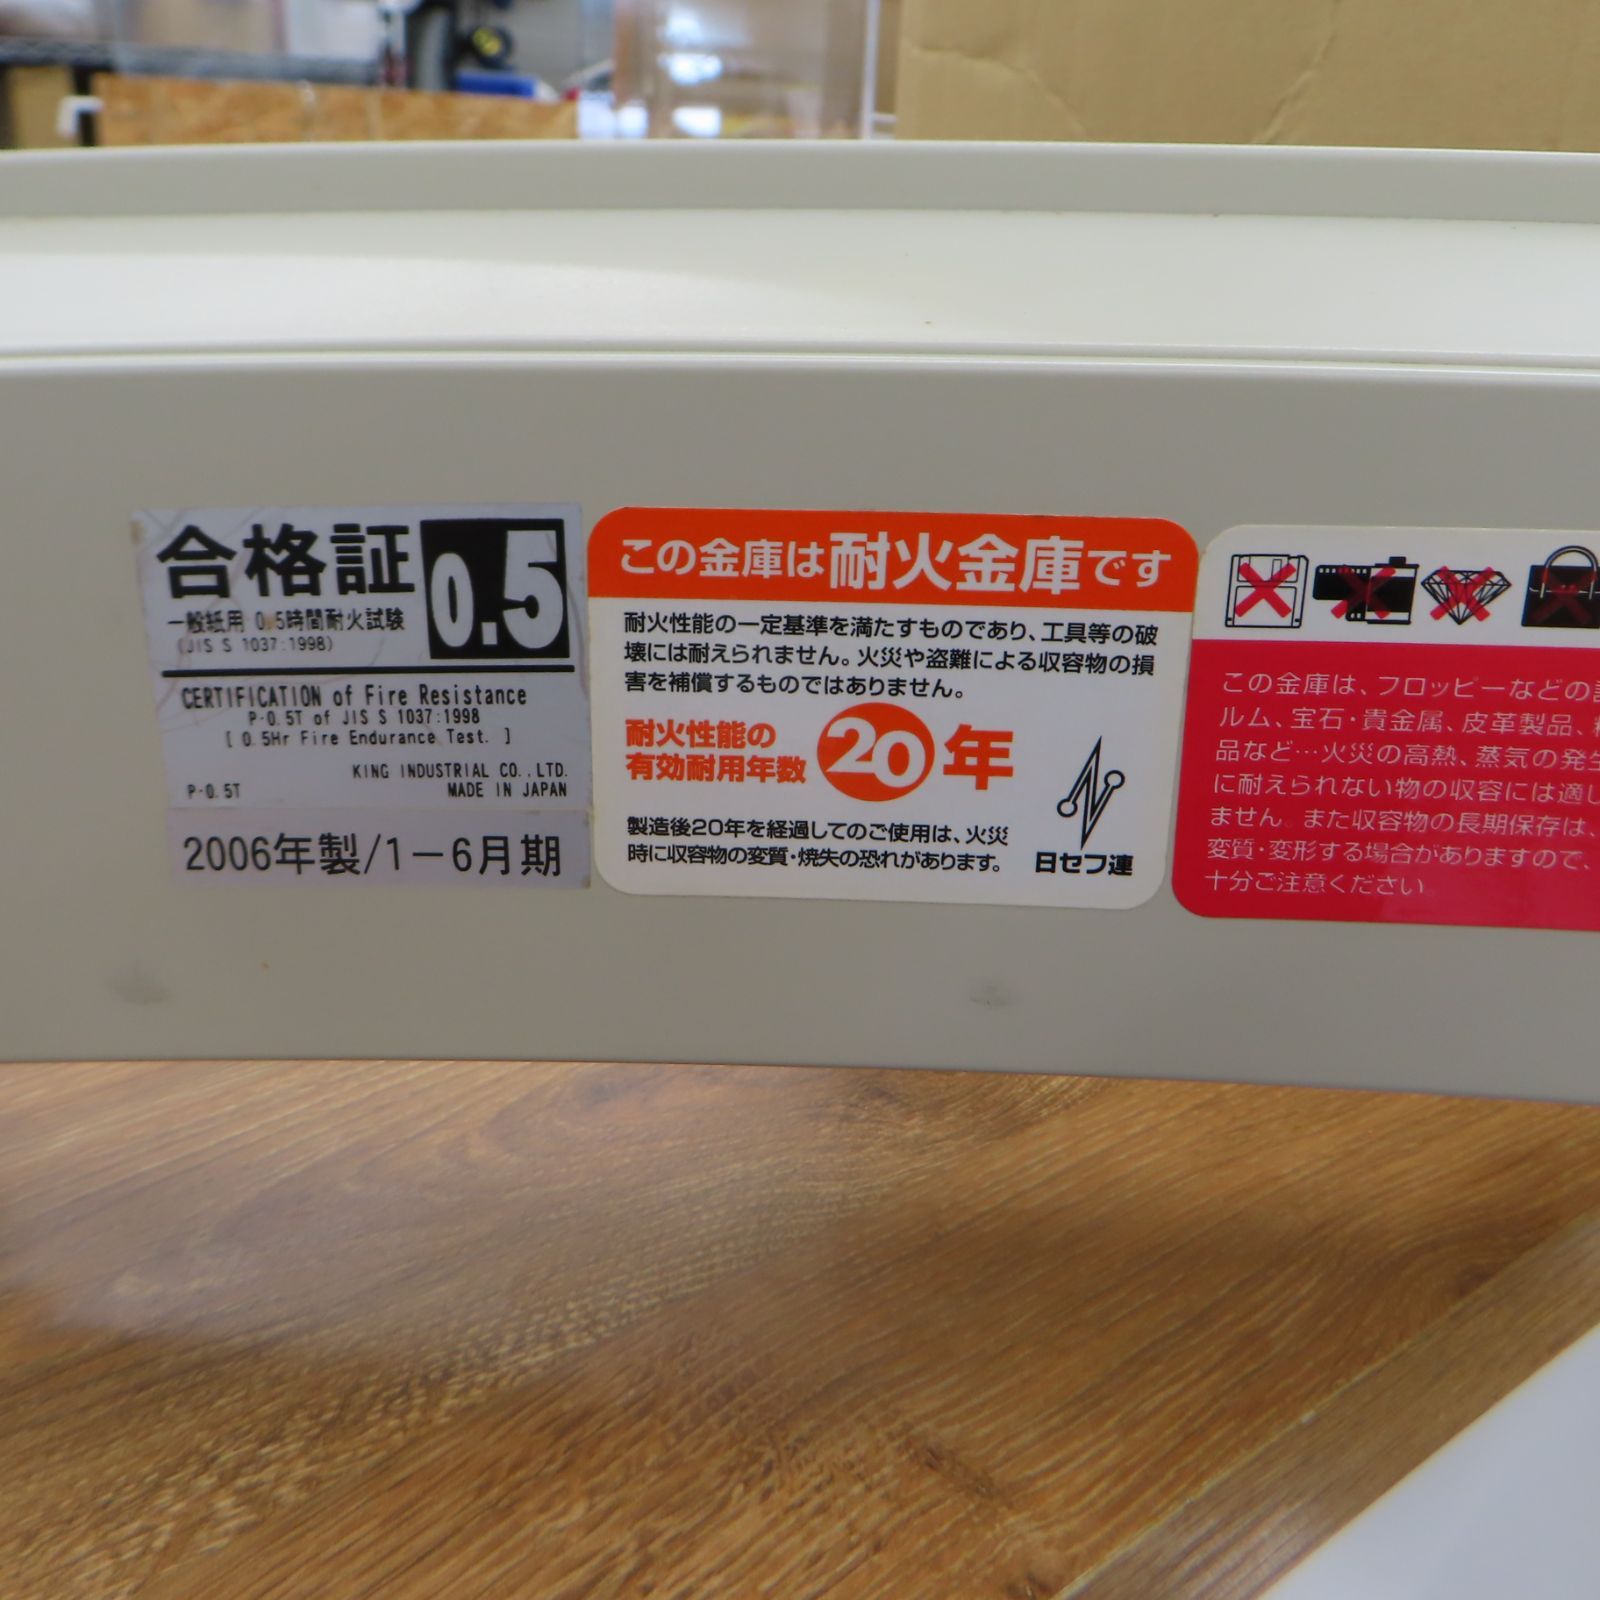 合格証 0.5
一般紙用 0.5時間耐火試験
(JIS S 1037:1998)
CERTIFICATION of Fire Resistance
P-0.5T of JIS S 1037:1998
[ 0.5Hr Fire Endurance Test. ]
KING INDUSTRIAL CO.,LTD.
P-0.5T MADE IN JAPAN
2006年製/1-6月期
この金庫は耐火金庫です
耐火性能の一定基準を満たすものであり、工具等の破
壊には耐えられません。火災や盗難による収容物の損
害を補償するものではありません。
耐火性能の
有効耐用年数 20年
製造後20年を経過してのご使用は、火災
時に収容物の変質・焼失の恐れがあります。
日セフ連
この金庫は、フロッピーなどの
ルム、宝石・貴金属、皮革製品、
品など…火災の高熱、蒸気の発生
に耐えられない物の収容には適し
ません。また収容物の長期保存は、
変質・変形する場合がありますので、
十分ご注意ください。